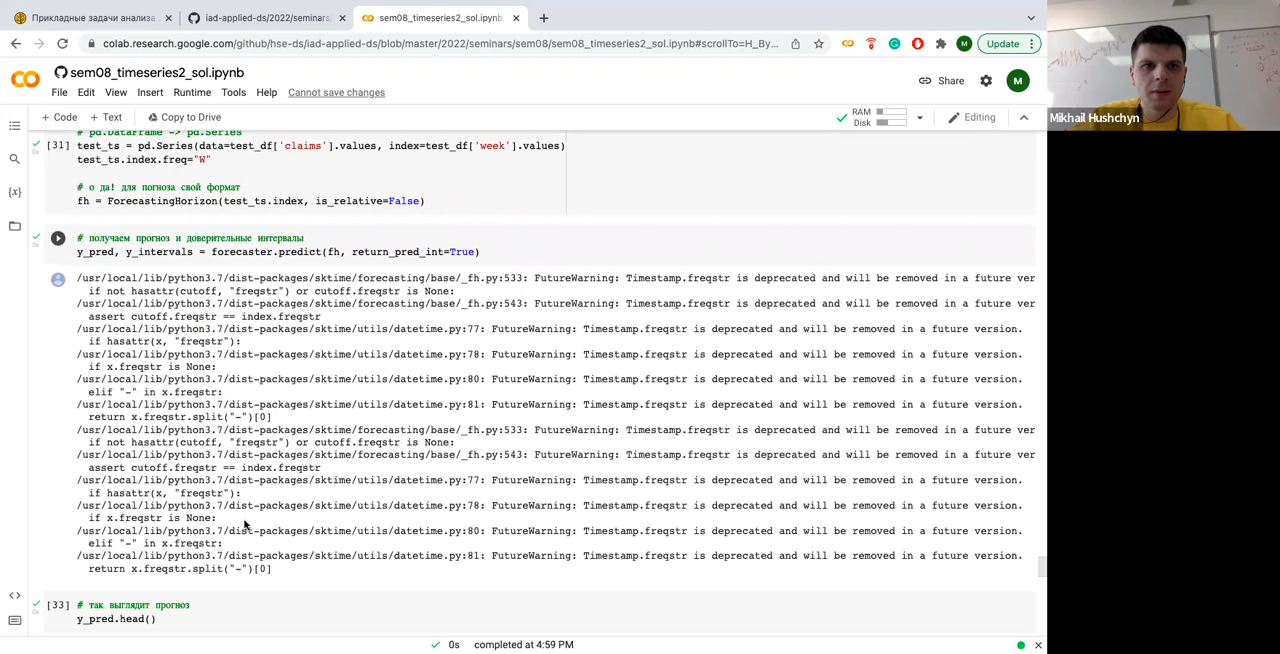 Прикладные задачи анализа
iad-applied-ds/2022/seminars
sem08_timeseries2_sol.ipynb
colab.research.google.com/github/hse-ds/iad-applied-ds/blob/master/2022/seminars/sem08/sem08_timeseries2_sol.ipynb#scrollTo=H_By...
M
Update
sem08_timeseries2_sol.ipynb
Share
M
File Edit View Insert Runtime Tools Help Cannot save changes
+ Code + Text Copy to Drive
RAM
Disk
Editing
Mikhail Hushchyn
# pd.DataFrame -> pd.Series
[31] test_ts = pd.Series(data=test_df['claims'].values, index=test_df['week'].values)
test_ts.index.freq="W"
# о да! для погноза свой формат
fh = ForecastingHorizon(test_ts.index, is_relative=False)
# получаем прогноз и доверительные интервалы
y_pred, y_intervals = forecaster.predict(fh, return_pred_int=True)
/usr/local/lib/python3.7/dist-packages/sktime/forecasting/base/_fh.py:533: FutureWarning: Timestamp.freqstr is deprecated and will be removed in a future ver
if not hasattr(cutoff, "freqstr") or cutoff.freqstr is None:
/usr/local/lib/python3.7/dist-packages/sktime/forecasting/base/_fh.py:543: FutureWarning: Timestamp.freqstr is deprecated and will be removed in a future ver
assert cutoff.freqstr == index.freqstr
/usr/local/lib/python3.7/dist-packages/sktime/utils/datetime.py:77: FutureWarning: Timestamp.freqstr is deprecated and will be removed in a future version.
if hasattr(x, "freqstr"):
/usr/local/lib/python3.7/dist-packages/sktime/utils/datetime.py:78: FutureWarning: Timestamp.freqstr is deprecated and will be removed in a future version.
if x.freqstr is None:
/usr/local/lib/python3.7/dist-packages/sktime/utils/datetime.py:80: FutureWarning: Timestamp.freqstr is deprecated and will be removed in a future version.
elif "-" in x.freqstr:
/usr/local/lib/python3.7/dist-packages/sktime/utils/datetime.py:81: FutureWarning: Timestamp.freqstr is deprecated and will be removed in a future version.
return x.freqstr.split("-")[0]
/usr/local/lib/python3.7/dist-packages/sktime/forecasting/base/_fh.py:533: FutureWarning: Timestamp.freqstr is deprecated and will be removed in a future ver
if not hasattr(cutoff, "freqstr") or cutoff.freqstr is None:
/usr/local/lib/python3.7/dist-packages/sktime/forecasting/base/_fh.py:543: FutureWarning: Timestamp.freqstr is deprecated and will be removed in a future ver
assert cutoff.freqstr == index.freqstr
/usr/local/lib/python3.7/dist-packages/sktime/utils/datetime.py:77: FutureWarning: Timestamp.freqstr is deprecated and will be removed in a future version.
if hasattr(x, "freqstr"):
/usr/local/lib/python3.7/dist-packages/sktime/utils/datetime.py:78: FutureWarning: Timestamp.freqstr is deprecated and will be removed in a future version.
if x.freqstr is None:
/usr/local/lib/python3.7/dist-packages/sktime/utils/datetime.py:80: FutureWarning: Timestamp.freqstr is deprecated and will be removed in a future version.
elif "-" in x.freqstr:
/usr/local/lib/python3.7/dist-packages/sktime/utils/datetime.py:81: FutureWarning: Timestamp.freqstr is deprecated and will be removed in a future version.
return x.freqstr.split("-")[0]
[33] # так выглядит прогноз
y_pred.head()
0s completed at 4:59 PM